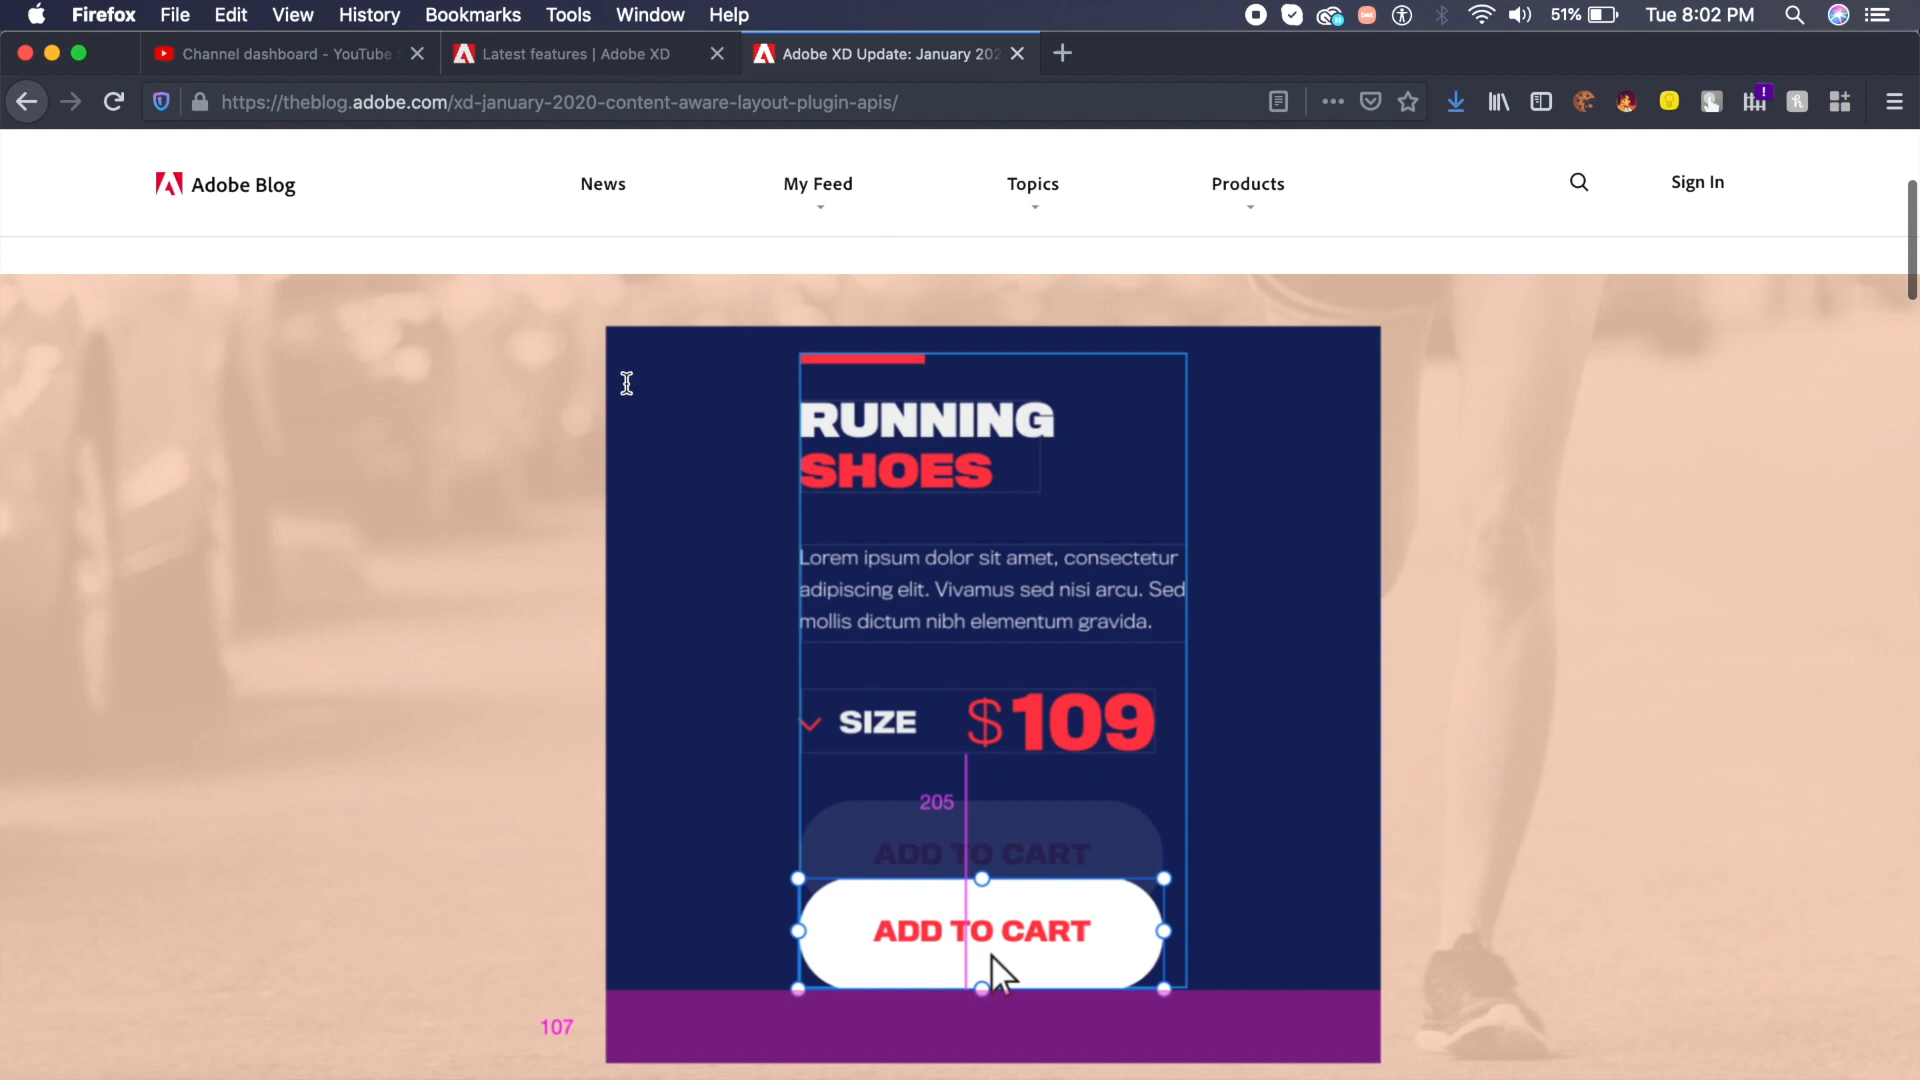 Firefox File Edit View History Bookmarks Tools Window Help 51% Tue 8:02 PM
Channel dashboard - YouTube Latest features | Adobe XD Adobe XD Update: January 202
https://theblog.adobe.com/xd-january-2020-content-aware-layout-plugin-apis/
Adobe Blog News My Feed Topics Products Sign In
RUNNING
SHOES
Lorem ipsum dolor sit amet, consectetur
adipiscing elit. Vivamus sed nisi arcu. Sed
mollis dictum nibh elementum gravida.
SIZE $109
205
ADD TO CART
ADD TO CART
107